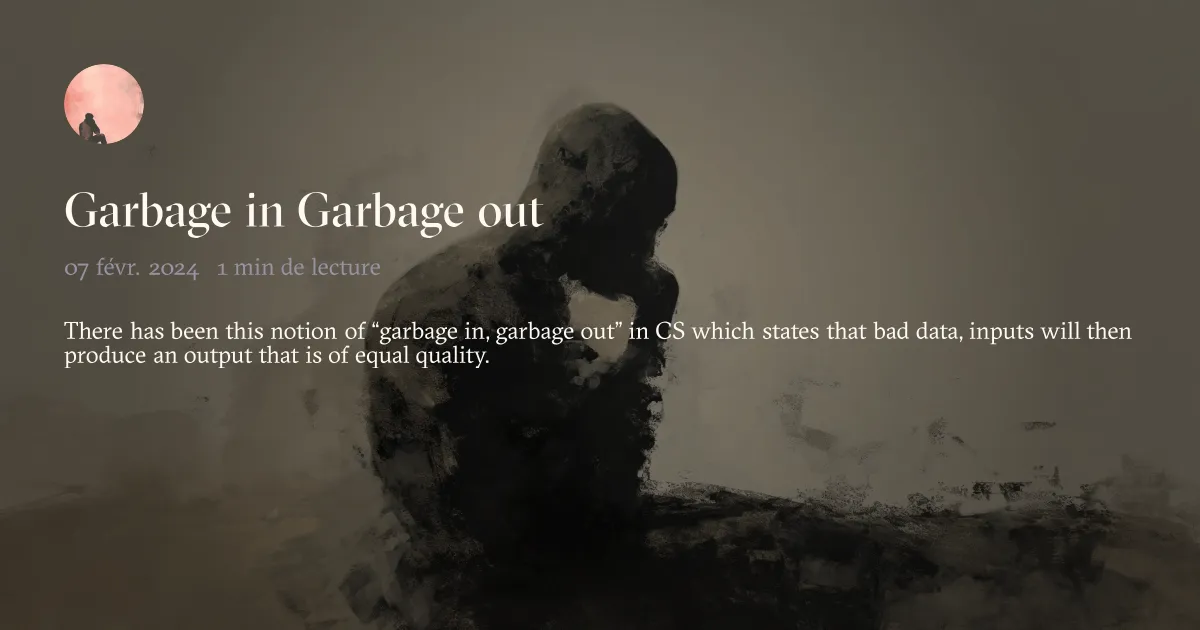 Garbage in Garbage out
07 févr. 2024 1 min de lecture
There has been this notion of “garbage in, garbage out” in CS which states that bad data, inputs will then
produce an output that is of equal quality.